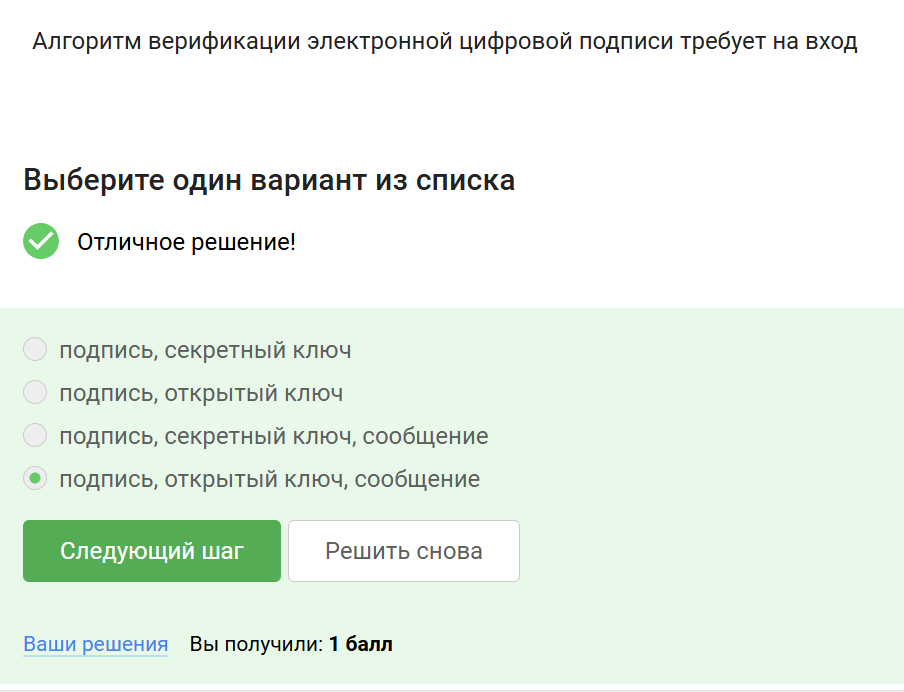 Алгоритм верификации электронной цифровой подписи требует на вход
Выберите один вариант из списка
Отличное решение!
подпись, секретный ключ
подпись, открытый ключ
подпись, секретный ключ, сообщение
подпись, открытый ключ, сообщение
Следующий шаг Решить снова
Ваши решения Вы получили: 1 балл